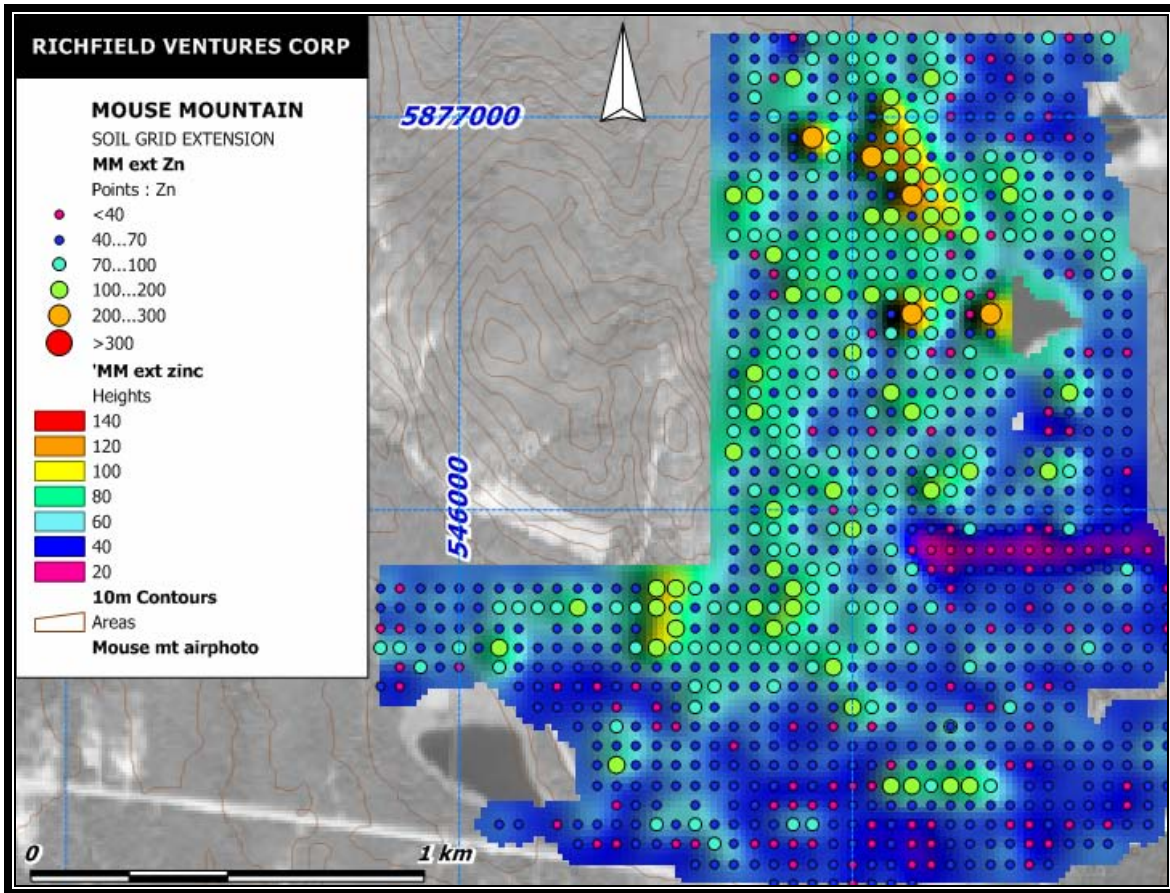 RICHFIELD VENTURES CORP
MOUSE MOUNTAIN
SOIL GRID EXTENSION
MM ext Zn
Points : Zn
<40
40...70
70...100
100...200
200...300
>300
'MM ext zinc
Heights
140
120
100
80
60
40
20
10m Contours
Areas
Mouse mt airphoto
5877000
546000
0
1 km